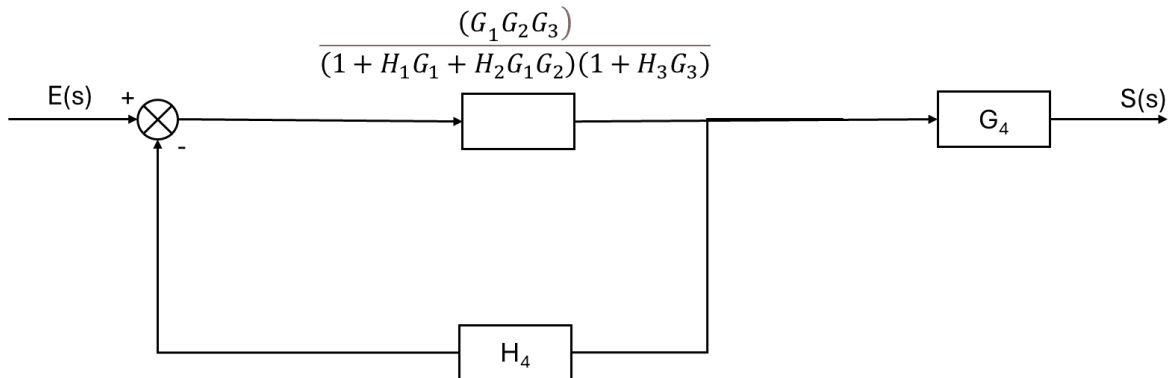 (G₁G₂G₃)
(1 + H₁G₁ + H₂G₁G₂)(1 + H₃G₃)
E(s) + S(s)
G₄
-
H₄